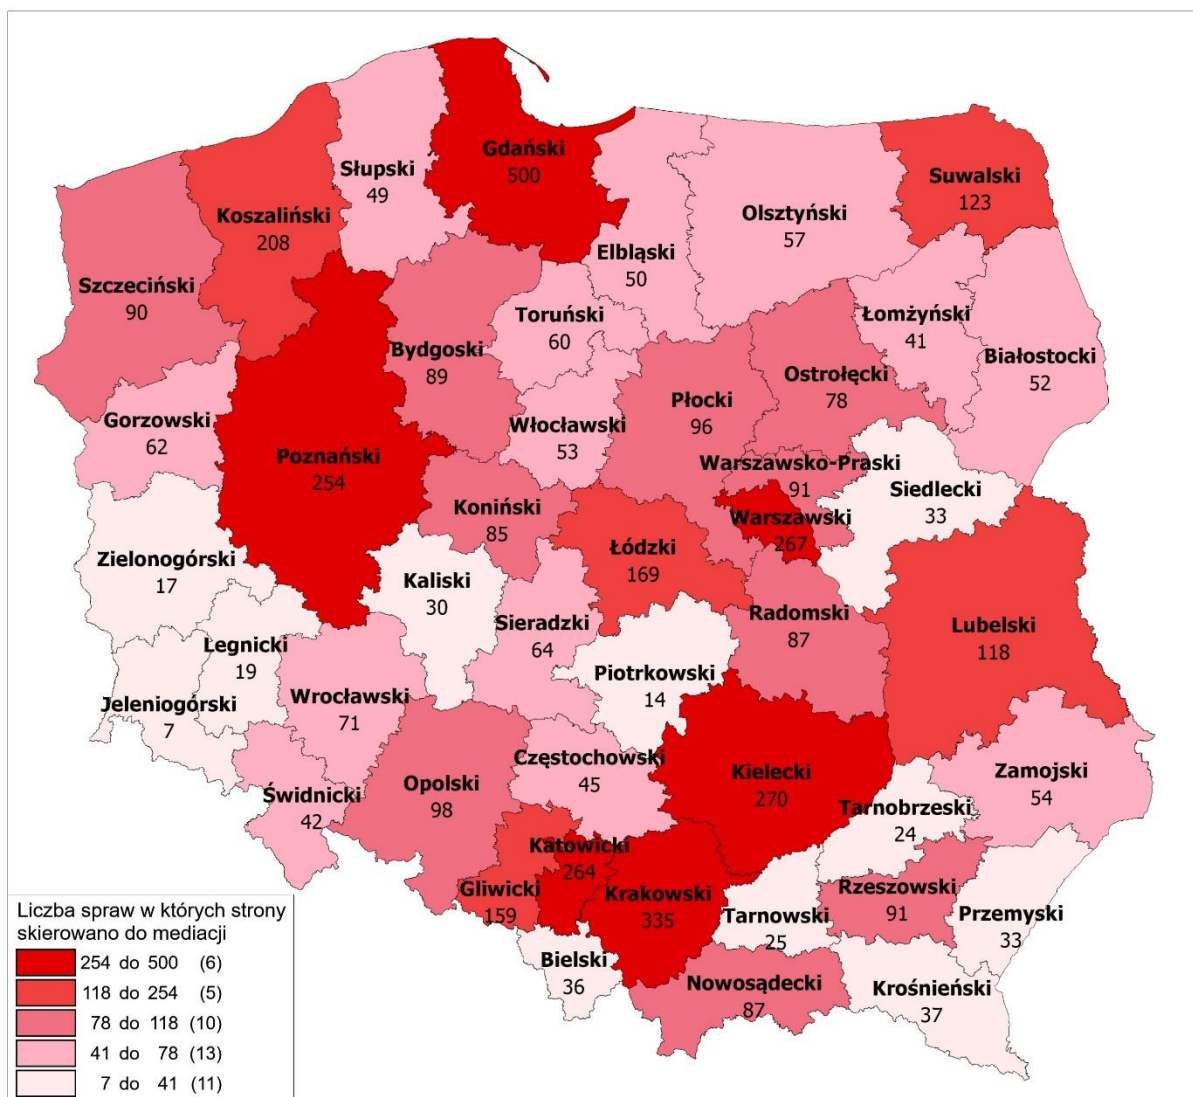 Gdański
500
Słupski
49
Suwalski
123
Koszaliński
208
Olsztyński
57
Elbląski
50
Szczeciński
90
Toruński
60
Łomżyński
41
Białostocki
52
Bydgoski
89
Ostrołęcki
78
Płocki
96
Gorzowski
62
Włocławski
53
Poznański
254
Warszawsko-Praski
91
Siedlecki
33
Koniński
85
Warszawski
267
Łódzki
169
Zielonogórski
17
Kaliski
30
Radomski
87
Sieradzki
64
Lubelski
118
Legnicki
19
Piotrkowski
14
Wrocławski
71
Jeleniogórski
7
Częstochowski
45
Kielecki
270
Zamojski
54
Opolski
98
Świdnicki
42
Tarnobrzeski
24
Katowicki
264
Gliwicki
159
Krakowski
335
Rzeszowski
91
Tarnowski
25
Przemyski
33
Bielski
36
Nowosądecki
87
Krośnieński
37
Liczba spraw w których strony
skierowano do mediacji
254 do 500 (6)
118 do 254 (5)
78 do 118 (10)
41 do 78 (13)
7 do 41 (11)